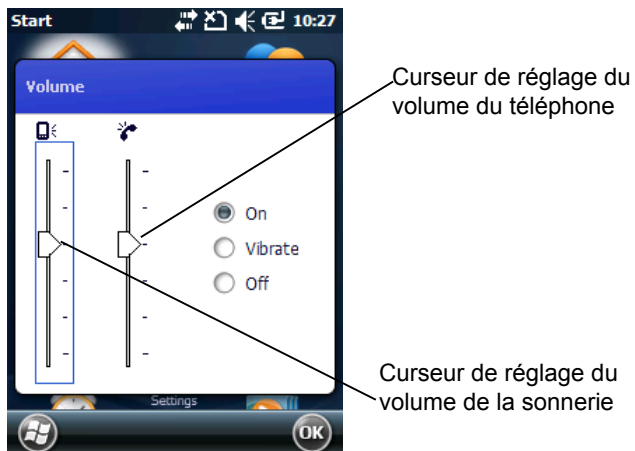 Start 10:27
Volume
On
Vibrate
Off
Settings
OK
Curseur de réglage du
volume du téléphone
Curseur de réglage du
volume de la sonnerie